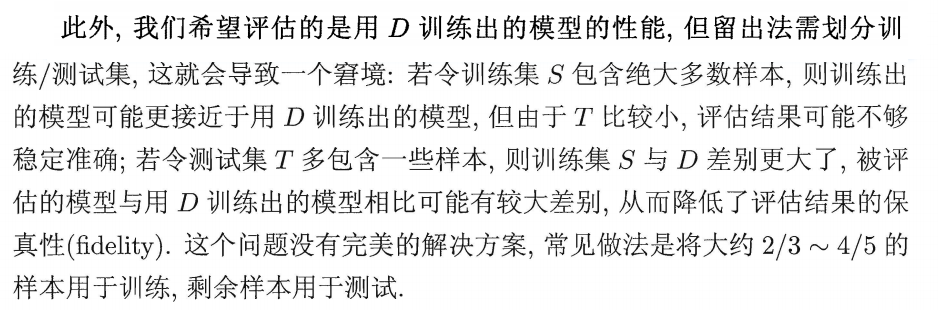 此外, 我们希望评估的是用 D 训练出的模型的性能, 但留出法需划分训
练/测试集, 这就会导致一个窘境: 若令训练集 S 包含绝大多数样本, 则训练出
的模型可能更接近于用 D 训练出的模型, 但由于 T 比较小, 评估结果可能不够
稳定准确; 若令测试集 T 多包含一些样本, 则训练集 S 与 D 差别更大了, 被评
估的模型与用 D 训练出的模型相比可能有较大差别, 从而降低了评估结果的保
真性(fidelity). 这个问题没有完美的解决方案, 常见做法是将大约 2/3 ~ 4/5 的
样本用于训练, 剩余样本用于测试.